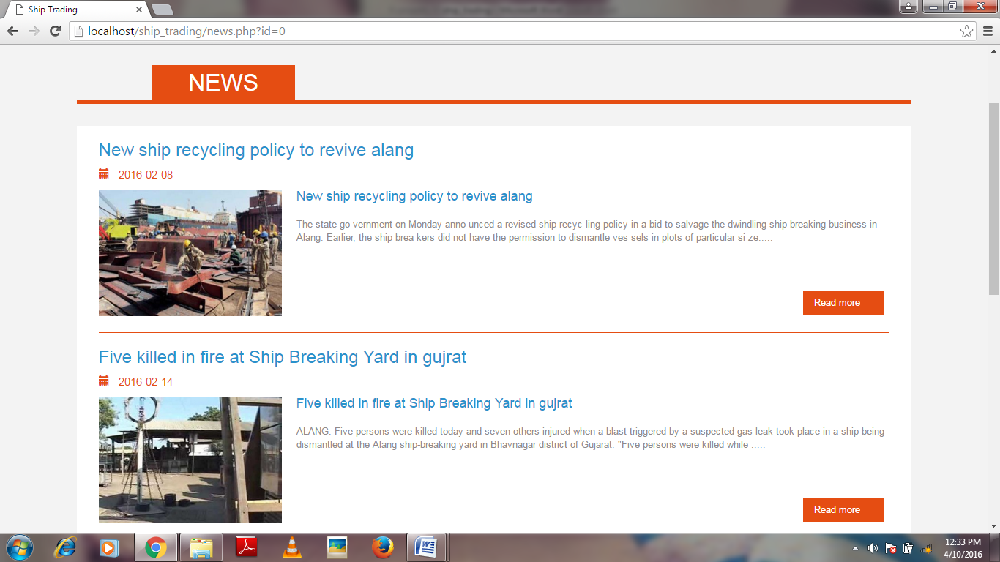 Ship Trading
localhost/ship_trading/news.php?id=0
NEWS
New ship recycling policy to revive alang
2016-02-08
New ship recycling policy to revive alang
The state go vernment on Monday anno unced a revised ship recyc ling policy in a bid to salvage the dwindling ship breaking business in
Alang. Earlier, the ship brea kers did not have the permission to dismantle ves sels in plots of particular si ze.....
Read more
Five killed in fire at Ship Breaking Yard in gujrat
2016-02-14
Five killed in fire at Ship Breaking Yard in gujrat
ALANG: Five persons were killed today and seven others injured when a blast triggered by a suspected gas leak took place in a ship being
dismantled at the Alang ship-breaking yard in Bhavnagar district of Gujarat. "Five persons were killed while .....
Read more
12:33 PM
4/10/2016